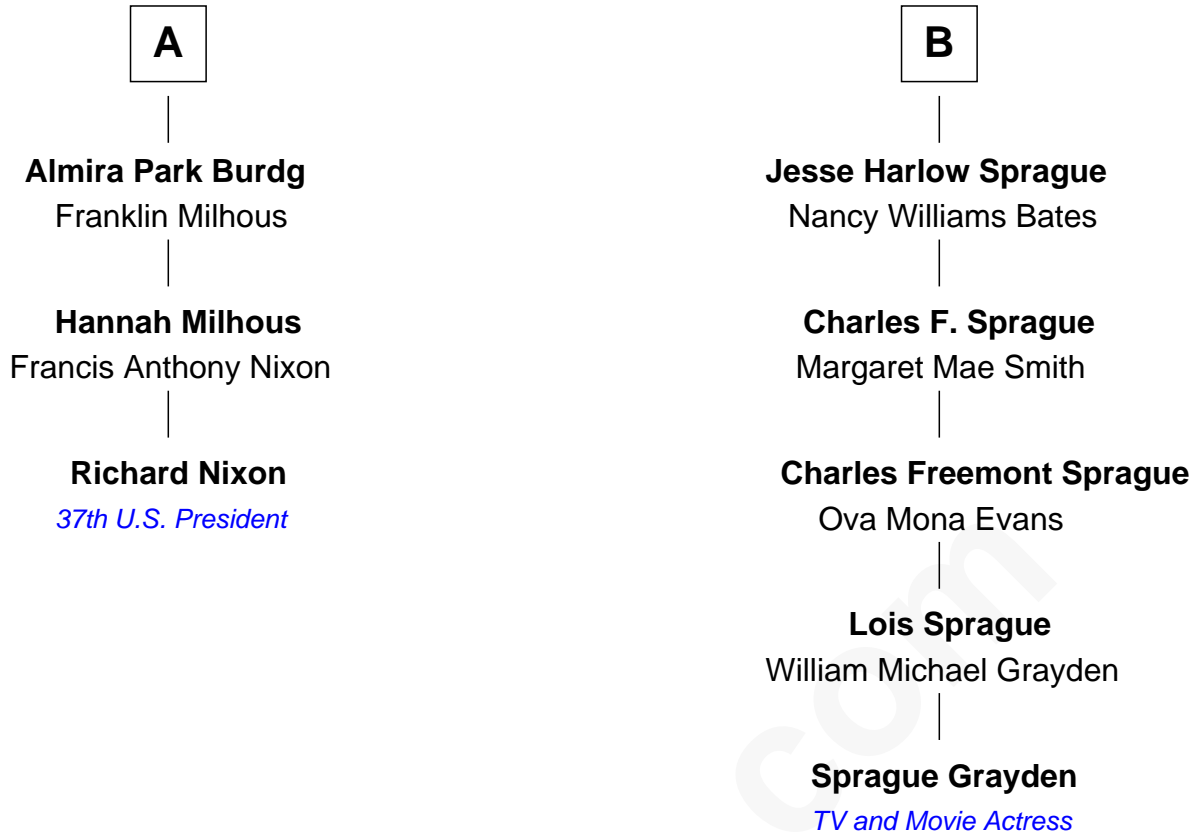 A
Almira Park Burdg
Franklin Milhous
Hannah Milhous
Francis Anthony Nixon
Richard Nixon
37th U.S. President
B
Jesse Harlow Sprague
Nancy Williams Bates
Charles F. Sprague
Margaret Mae Smith
Charles Freemont Sprague
Ova Mona Evans
Lois Sprague
William Michael Grayden
Sprague Grayden
TV and Movie Actress
com